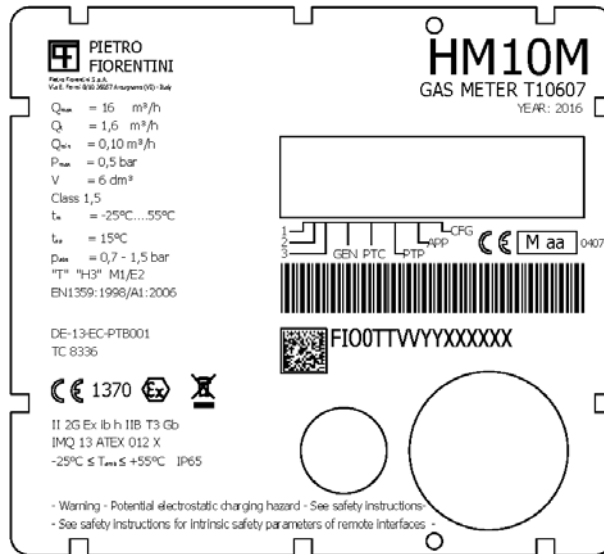 PIETRO
FIORENTINI
Pietro Fiorentini S.p.A.
HM10M
GAS METER T10607
YEAR: 2016
Qmax = 16 m³/h
Qt = 1,6 m³/h
Qmin = 0,10 m³/h
Pmax = 0,5 bar
V = 6 dm³
Class 1,5
tm = -25°C....55°C
= 15°C
= 0,7 - 1,5 bar
"T" "H3" M1/E2
EN1359:1998/A1:2006
DE-13-EC-PTB001
TC 8336
CE 1370 Ex
II 2G Ex ib h IIB T3 Gb
IMQ 13 ATEX 012 X
-25°C ≤ Tamb ≤ +55°C IP65
1
2
3
GEN PTC PTP APP CFG
CE M aa 0407
FIO0TTVVYYXXXXXX
- Warning - Potential electrostatic charging hazard - See safety instructions-
- See safety instructions for intrinsic safety parameters of remote interfaces -